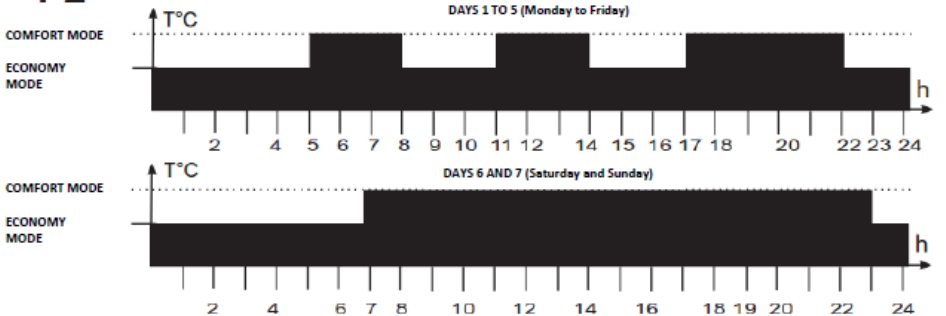 DAYS 1 TO 5 (Monday to Friday)
T°C
COMFORT MODE
ECONOMY
MODE
h
2 4 5 6 7 8 9 10 11 12 14 15 16 17 18 20 22 23 24
DAYS 6 AND 7 (Saturday and Sunday)
T°C
COMFORT MODE
ECONOMY
MODE
h
2 4 6 7 8 10 12 14 16 18 19 20 22 24